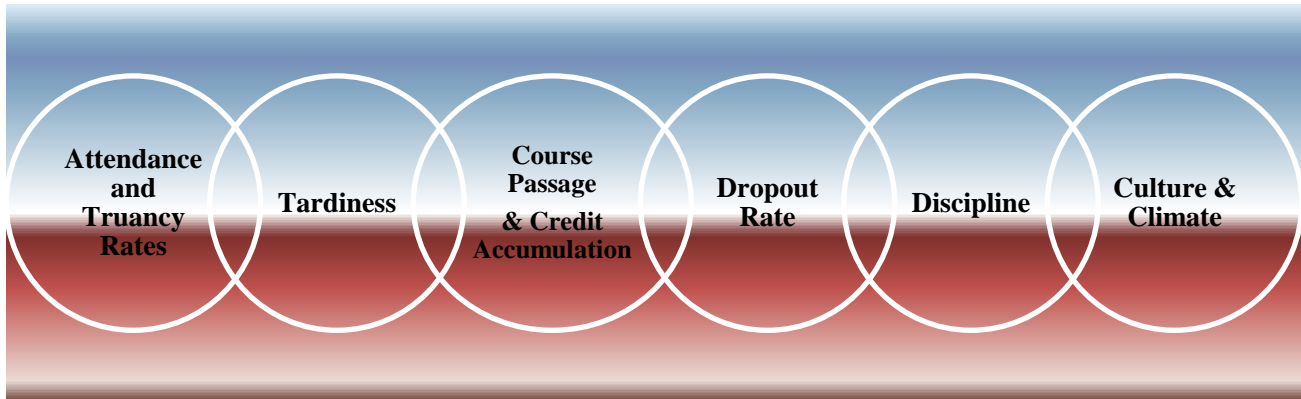 Attendance
and
Truancy
Rates
Tardiness
Course
Passage
& Credit
Accumulation
Dropout
Rate
Discipline
Culture &
Climate